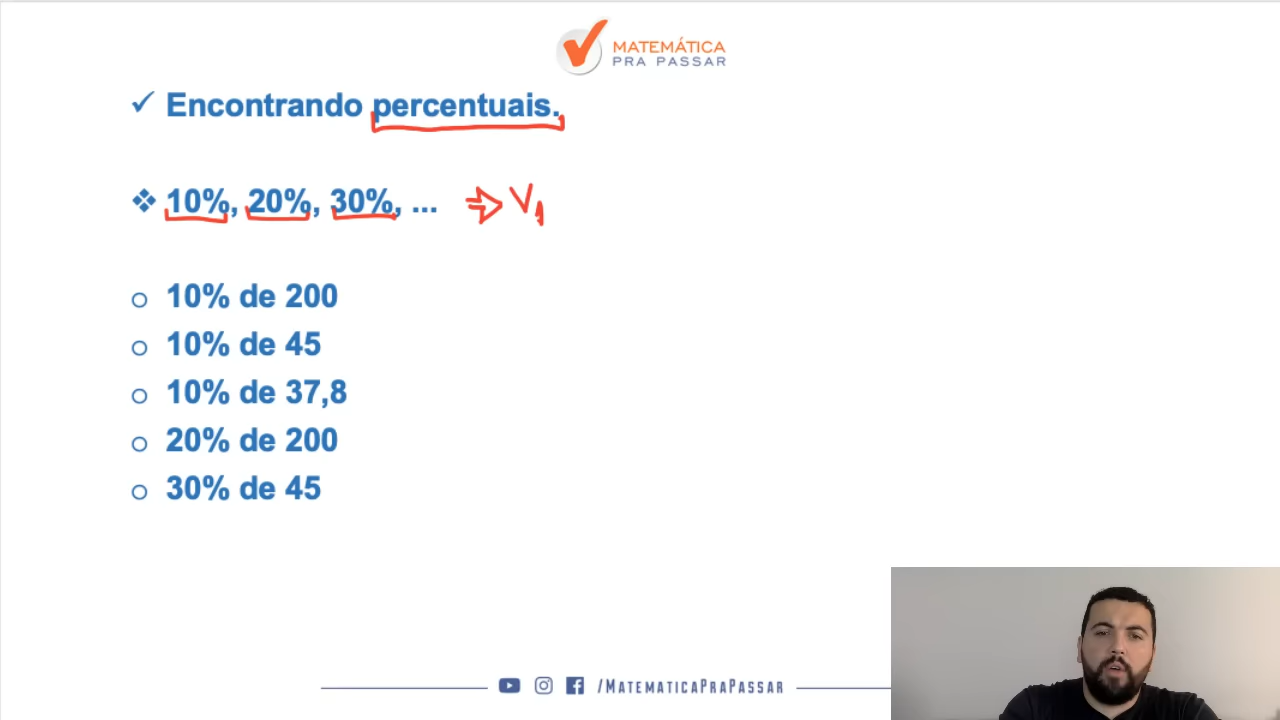 MATEMÁTICA
PRA PASSAR
✓ Encontrando percentuais.
❖ 10%, 20%, 30%, ... ⇒ V,
o 10% de 200
o 10% de 45
o 10% de 37,8
o 20% de 200
o 30% de 45
/MATEMATICAPRAPASSAR